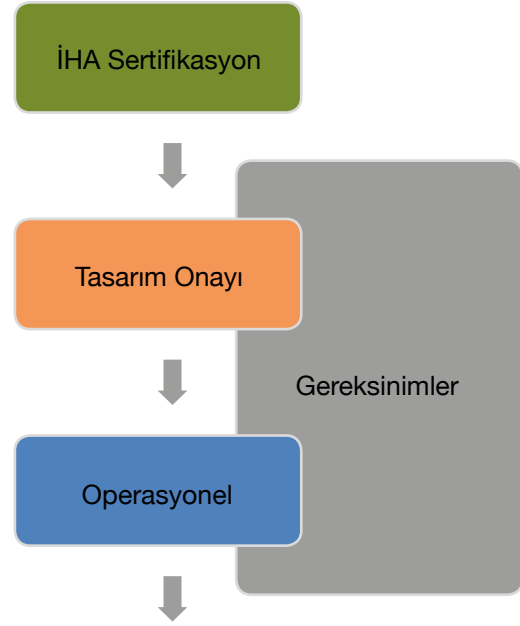 İHA Sertifikasyon
Tasarım Onayı
Gereksinimler
Operasyonel